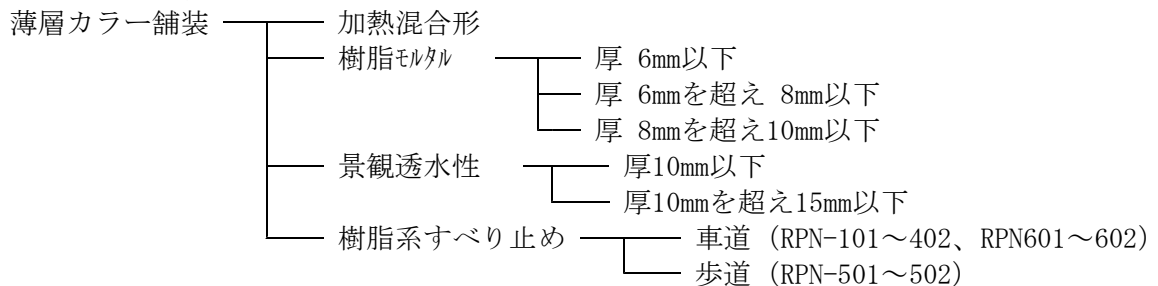 薄層カラー舗装 加熱混合形
樹脂ﾓﾙﾀﾙ 厚 6mm以下
厚 6mmを超え 8mm以下
厚 8mmを超え10mm以下
景観透水性 厚10mm以下
厚10mmを超え15mm以下
樹脂系すべり止め 車道 (RPN-101～402、RPN601～602)
歩道 (RPN-501～502)